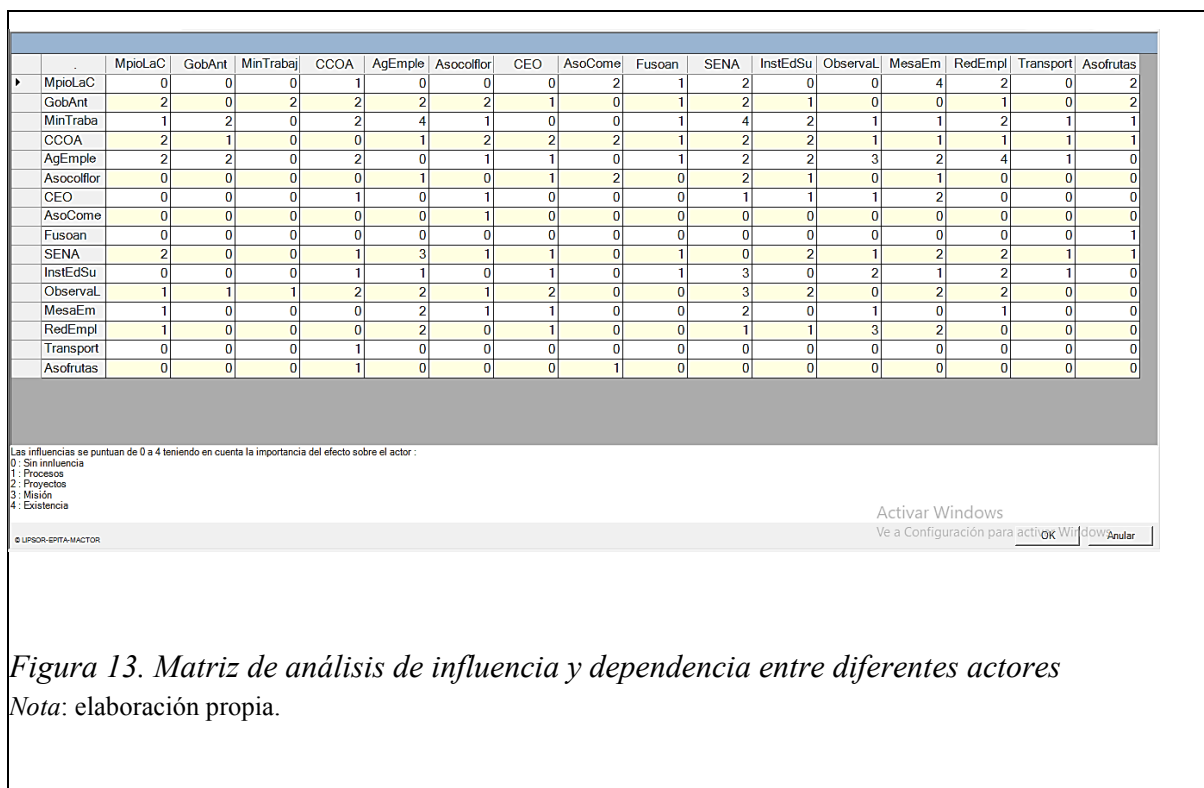 . MpioLaC GobAnt MinTrabaj CCOA AgEmple Asocolflor CEO AsoCome Fusoan SENA InstEdSu ObservaL MesaEm RedEmpl Transport Asofrutas
MpioLaC 0 0 0 1 0 0 0 2 1 2 0 0 4 2 0 2
GobAnt 2 0 2 2 2 2 1 0 1 2 1 0 0 1 0 2
MinTraba 1 2 0 2 4 1 0 0 1 4 2 1 1 2 1 1
CCOA 2 1 0 0 1 2 2 2 1 2 2 1 1 1 1 1
AgEmple 2 2 0 2 0 1 1 0 1 2 2 3 2 4 1 0
Asocolflor 0 0 0 0 1 0 1 2 0 2 1 0 1 0 0 0
CEO 0 0 0 1 0 1 0 0 0 1 1 1 2 0 0 0
AsoCome 0 0 0 0 0 1 0 0 0 0 0 0 0 0 0 0
Fusoan 0 0 0 0 0 0 0 0 0 0 0 0 0 0 0 1
SENA 2 0 0 1 3 1 1 0 1 0 2 1 2 2 1 1
InstEdSu 0 0 0 1 1 0 1 0 1 3 0 2 1 2 1 0
ObservaL 1 1 1 2 2 1 2 0 0 3 2 0 2 2 0 0
MesaEm 1 0 0 0 2 1 1 0 0 2 0 1 0 1 0 0
RedEmpl 1 0 0 0 2 0 1 0 0 1 1 3 2 0 0 0
Transport 0 0 0 1 0 0 0 0 0 0 0 0 0 0 0 0
Asofrutas 0 0 0 1 0 0 0 1 0 0 0 0 0 0 0 0
Las influencias se puntuan de 0 a 4 teniendo en cuenta la importancia del efecto sobre el actor :
0 : Sin innluencia
1 : Procesos
2 : Proyectos
3 : Misión
4 : Existencia
Activar Windows
Ve a Configuración para activar Windows.
© LIPSOR-EPITA-MACTOR
OK Anular
Figura 13. Matriz de análisis de influencia y dependencia entre diferentes actores
Nota: elaboración propia.